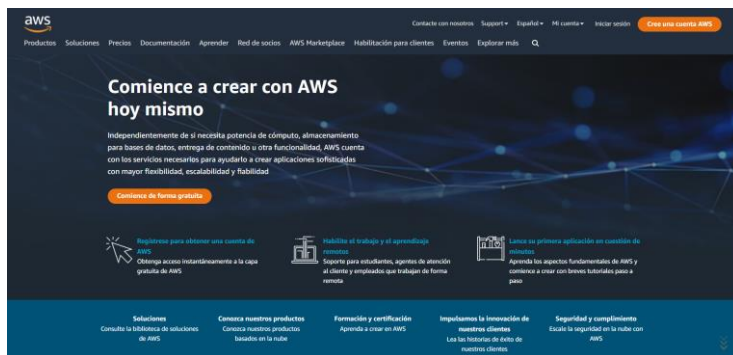 aws
Contacte con nosotros Support Español Mi cuenta Iniciar sesión Cree una cuenta AWS
Productos Soluciones Precios Documentación Aprender Red de socios AWS Marketplace Habilitación para clientes Eventos Explorar más
Comience a crear con AWS
hoy mismo
Independientemente de si necesita potencia de cómputo, almacenamiento
para bases de datos, entrega de contenido u otra funcionalidad, AWS cuenta
con los servicios necesarios para ayudarlo a crear aplicaciones sofisticadas
con mayor flexibilidad, escalabilidad y fiabilidad
Comience de forma gratuita
Regístrese para obtener una cuenta de
AWS
Obtenga acceso instantáneamente a la capa
gratuita de AWS
Habilite el trabajo y el aprendizaje
remotos
Soporte para estudiantes, agentes de atención
al cliente y empleados que trabajan de forma
remota
Lance su primera aplicación en cuestión de
minutos
Aprenda los aspectos fundamentales de AWS y
comience a crear con breves tutoriales paso a
paso
Soluciones
Consulte la biblioteca de soluciones
de AWS
Conozca nuestros productos
Conozca nuestros productos
basados en la nube
Formación y certificación
Aprenda a crear en AWS
Impulsamos la innovación de
nuestros clientes
Lea las historias de éxito de
nuestros clientes
Seguridad y cumplimiento
Escale la seguridad en la nube con
AWS